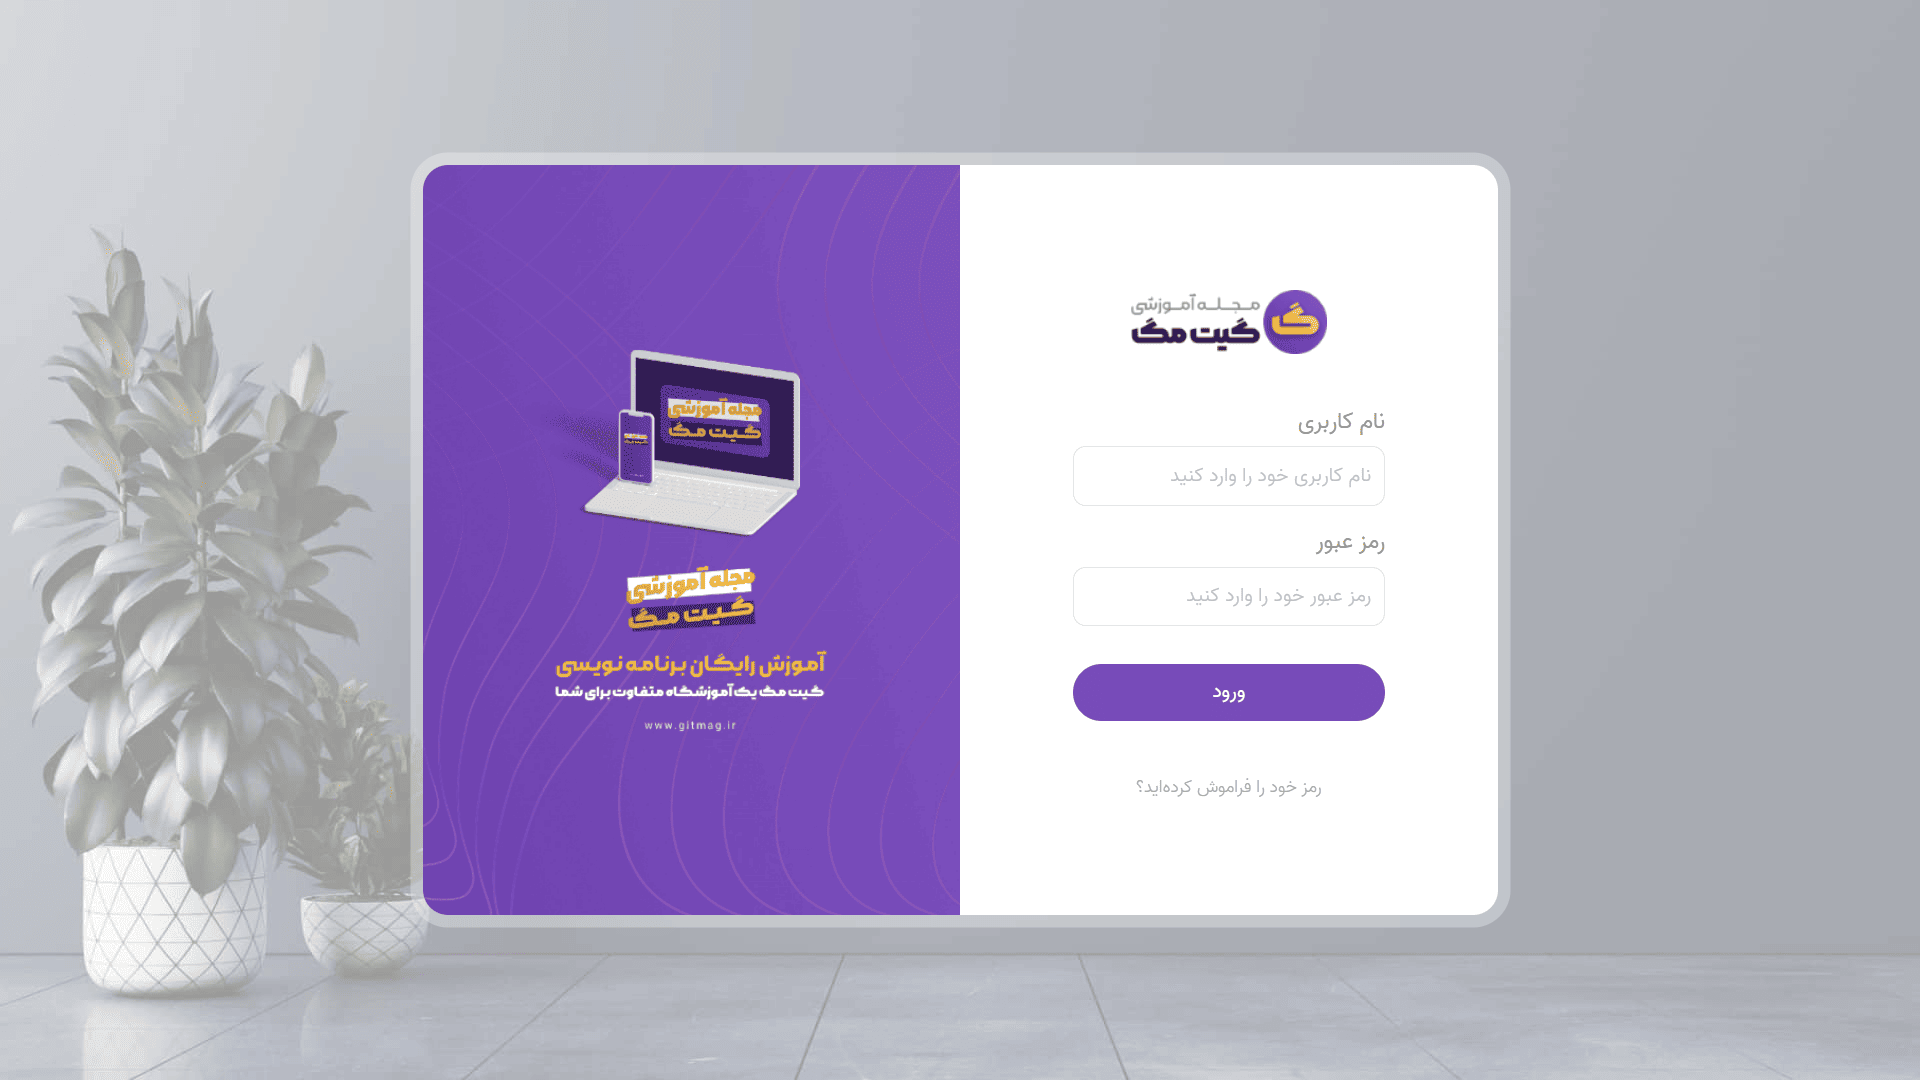 مجله آموزشی
گیت مگ
گ
نام کاربری
نام کاربری خود را وارد کنید
رمز عبور
رمز عبور خود را وارد کنید
ورود
رمز خود را فراموش کرده‌اید؟
مجله آموزشی
گیت مگ
مجله آموزشی
گیت مگ
آموزش رایگان برنامه نویسی
گیت مگ یک آموزشگاه متفاوت برای شما
www.gitmag.ir